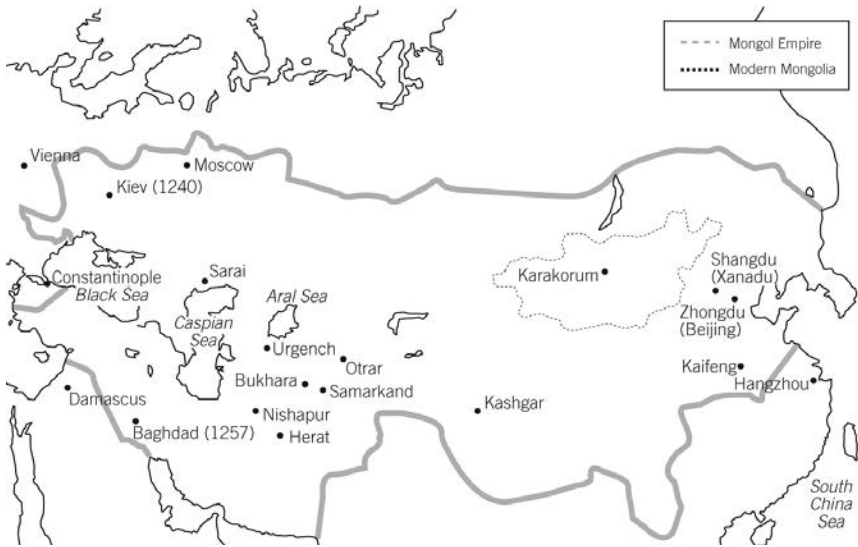 Mongol Empire
Modern Mongolia
Vienna
Moscow
Kiev (1240)
Constantinople
Black Sea
Sarai
Aral Sea
Caspian
Sea
Urgench
Otrar
Bukhara
Samarkand
Damascus
Nishapur
Baghdad (1257)
Herat
Kashgar
Karakorum
Shangdu
(Xanadu)
Zhongdu
(Beijing)
Kaifeng
Hangzhou
South
China
Sea